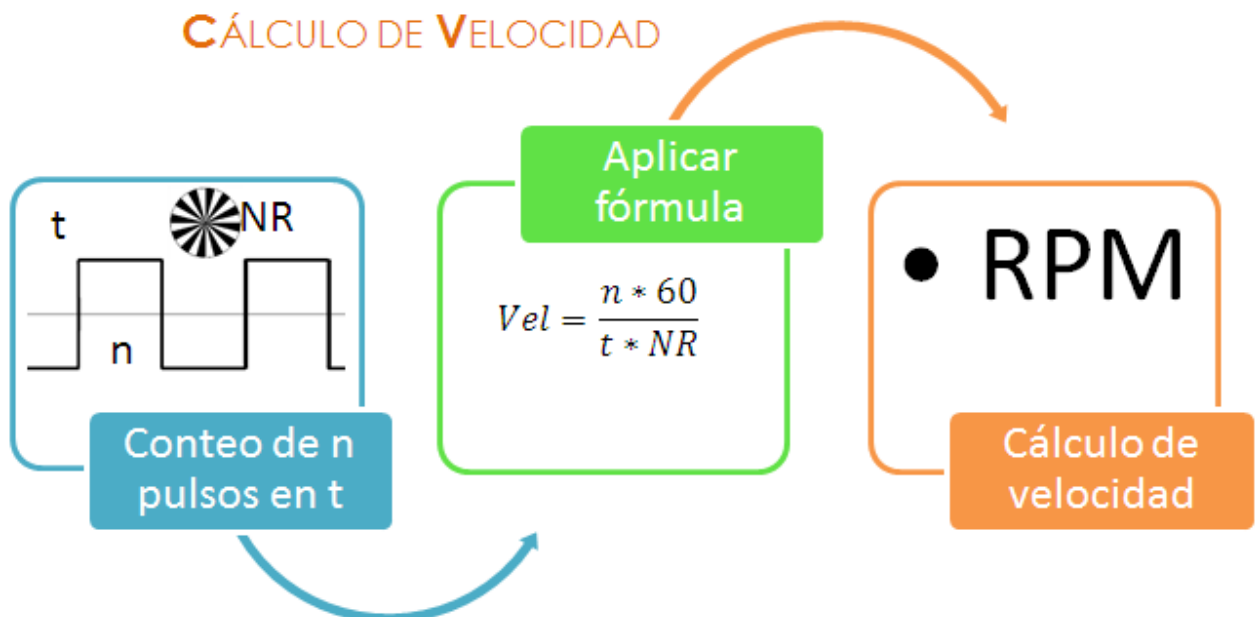 CÁLCULO DE VELOCIDAD
t
NR
n
Conteo de n
pulsos en t
Aplicar
fórmula
Vel = n * 60 / t * NR
• RPM
Cálculo de
velocidad